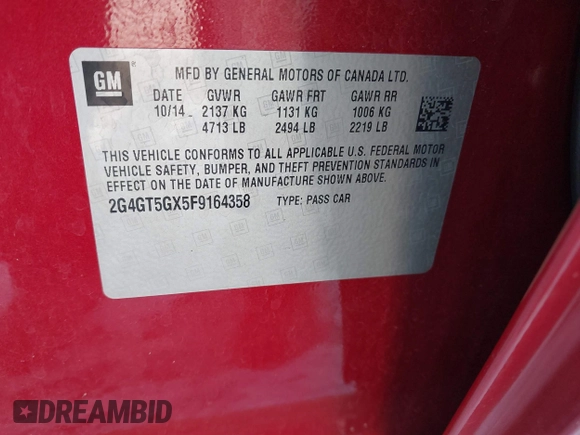 GM
MFD BY GENERAL MOTORS OF CANADA LTD.
DATE GVWR GAWR FRT GAWR RR
10/14 2137 KG 1131 KG 1006 KG
4713 LB 2494 LB 2219 LB
THIS VEHICLE CONFORMS TO ALL APPLICABLE U.S. FEDERAL MOTOR
VEHICLE SAFETY, BUMPER, AND THEFT PREVENTION STANDARDS IN
EFFECT ON THE DATE OF MANUFACTURE SHOWN ABOVE.
2G4GT5GX5F9164358 TYPE: PASS CAR
DREAMBID